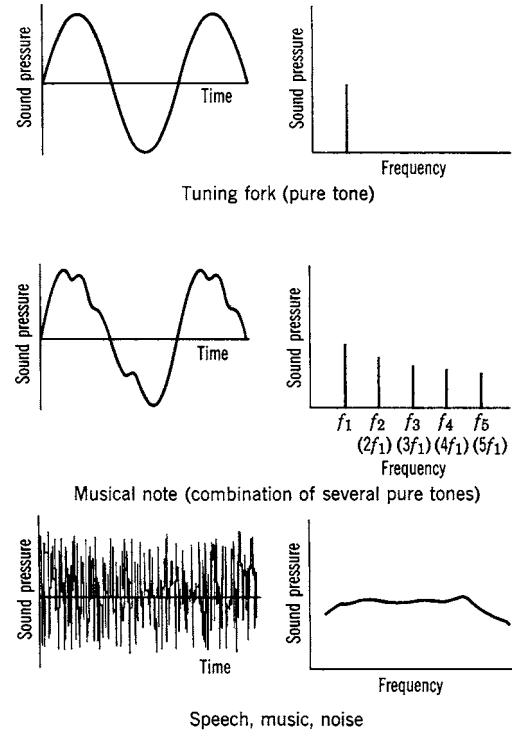 Sound pressure
Time
Sound pressure
Frequency
Tuning fork (pure tone)
Sound pressure
Time
Sound pressure
f1 f2 f3 f4 f5
(2f1) (3f1) (4f1) (5f1)
Frequency
Musical note (combination of several pure tones)
Sound pressure
Time
Sound pressure
Frequency
Speech, music, noise